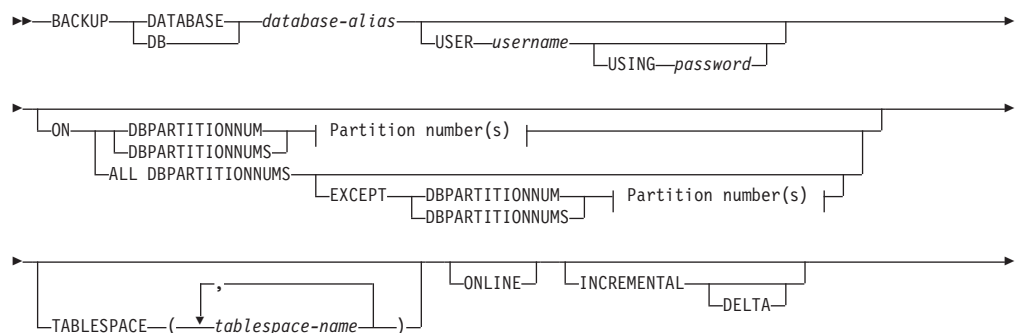 BACKUP DATABASE database-alias
DB USER username
USING password
ON DBPARTITIONNUM Partition number(s)
DBPARTITIONNUMS
ALL DBPARTITIONNUMS
EXCEPT DBPARTITIONNUM Partition number(s)
DBPARTITIONNUMS
, ONLINE INCREMENTAL
DELTA
TABLESPACE ( tablespace-name )